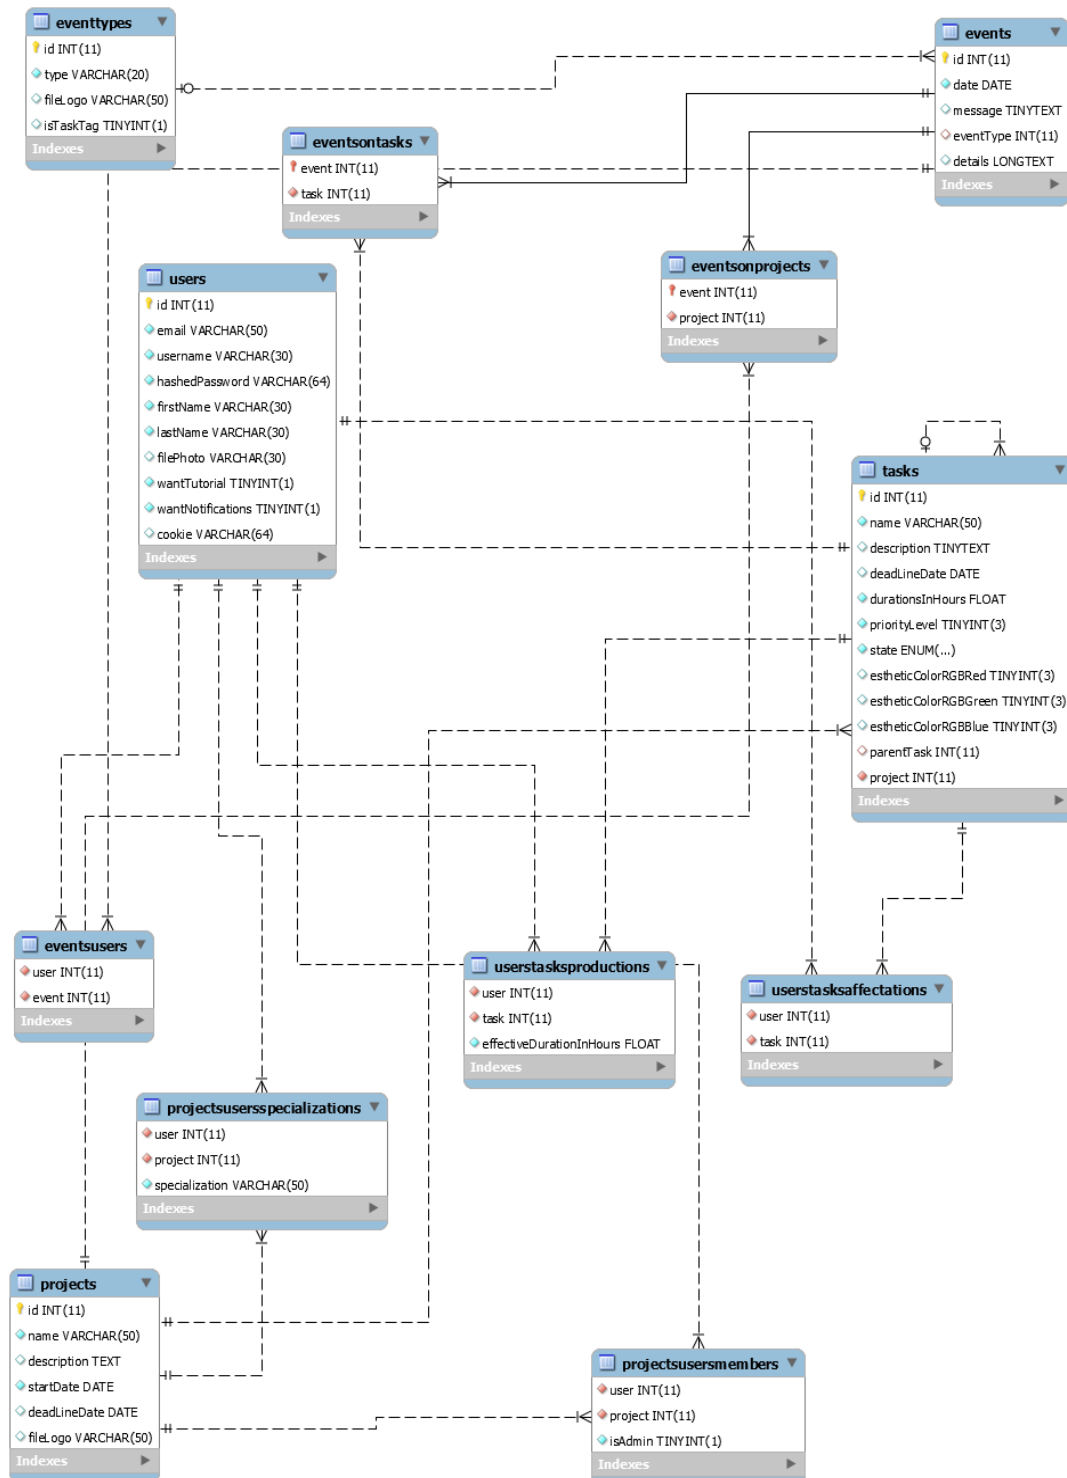 eventtypes
id INT(11)
type VARCHAR(20)
fileLogo VARCHAR(50)
isTaskTag TINYINT(1)
Indexes
events
id INT(11)
date DATE
message TINYTEXT
eventType INT(11)
details LONGTEXT
Indexes
eventsontasks
event INT(11)
task INT(11)
Indexes
eventsonprojects
event INT(11)
project INT(11)
Indexes
users
id INT(11)
email VARCHAR(50)
username VARCHAR(30)
hashedPassword VARCHAR(64)
firstName VARCHAR(30)
lastName VARCHAR(30)
filePhoto VARCHAR(30)
wantTutorial TINYINT(1)
wantNotifications TINYINT(1)
cookie VARCHAR(64)
Indexes
tasks
id INT(11)
name VARCHAR(50)
description TINYTEXT
deadLineDate DATE
durationsInHours FLOAT
priorityLevel TINYINT(3)
state ENUM(...)
estheticColorRGBRed TINYINT(3)
estheticColorRGBGreen TINYINT(3)
estheticColorRGBBlue TINYINT(3)
parentTask INT(11)
project INT(11)
Indexes
eventsusers
user INT(11)
event INT(11)
Indexes
userstasksproductions
user INT(11)
task INT(11)
effectiveDurationInHours FLOAT
Indexes
userstasksaffectations
user INT(11)
task INT(11)
Indexes
projectsusersspecializations
user INT(11)
project INT(11)
specialization VARCHAR(50)
Indexes
projects
id INT(11)
name VARCHAR(50)
description TEXT
startDate DATE
deadLineDate DATE
fileLogo VARCHAR(50)
Indexes
projectsusersmembers
user INT(11)
project INT(11)
isAdmin TINYINT(1)
Indexes